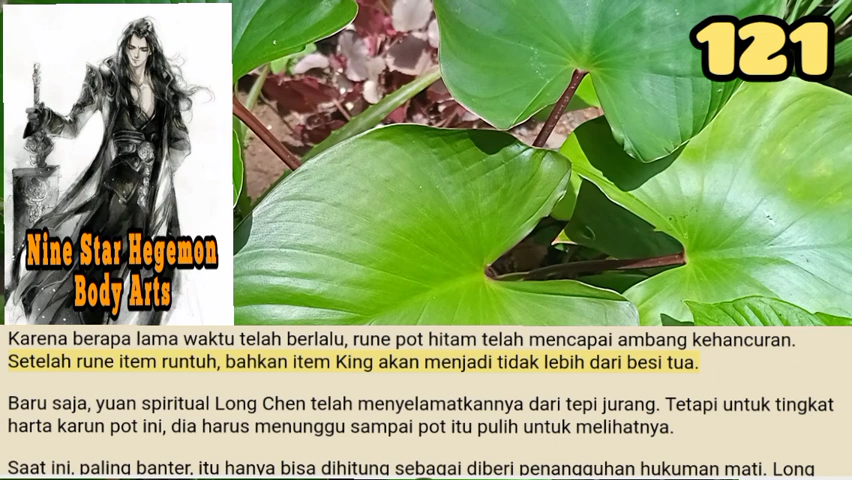 121
Nine Star Hegemon
Body Arts
Karena berapa lama waktu telah berlalu, rune pot hitam telah mencapai ambang kehancuran.
Setelah rune item runtuh, bahkan item King akan menjadi tidak lebih dari besi tua.
Baru saja, yuan spiritual Long Chen telah menyelamatkannya dari tepi jurang. Tetapi untuk tingkat
harta karun pot ini, dia harus menunggu sampai pot itu pulih untuk melihatnya.
Saat ini, paling banter, itu hanya bisa dihitung sebagai diberi penangguhan hukuman mati. Long